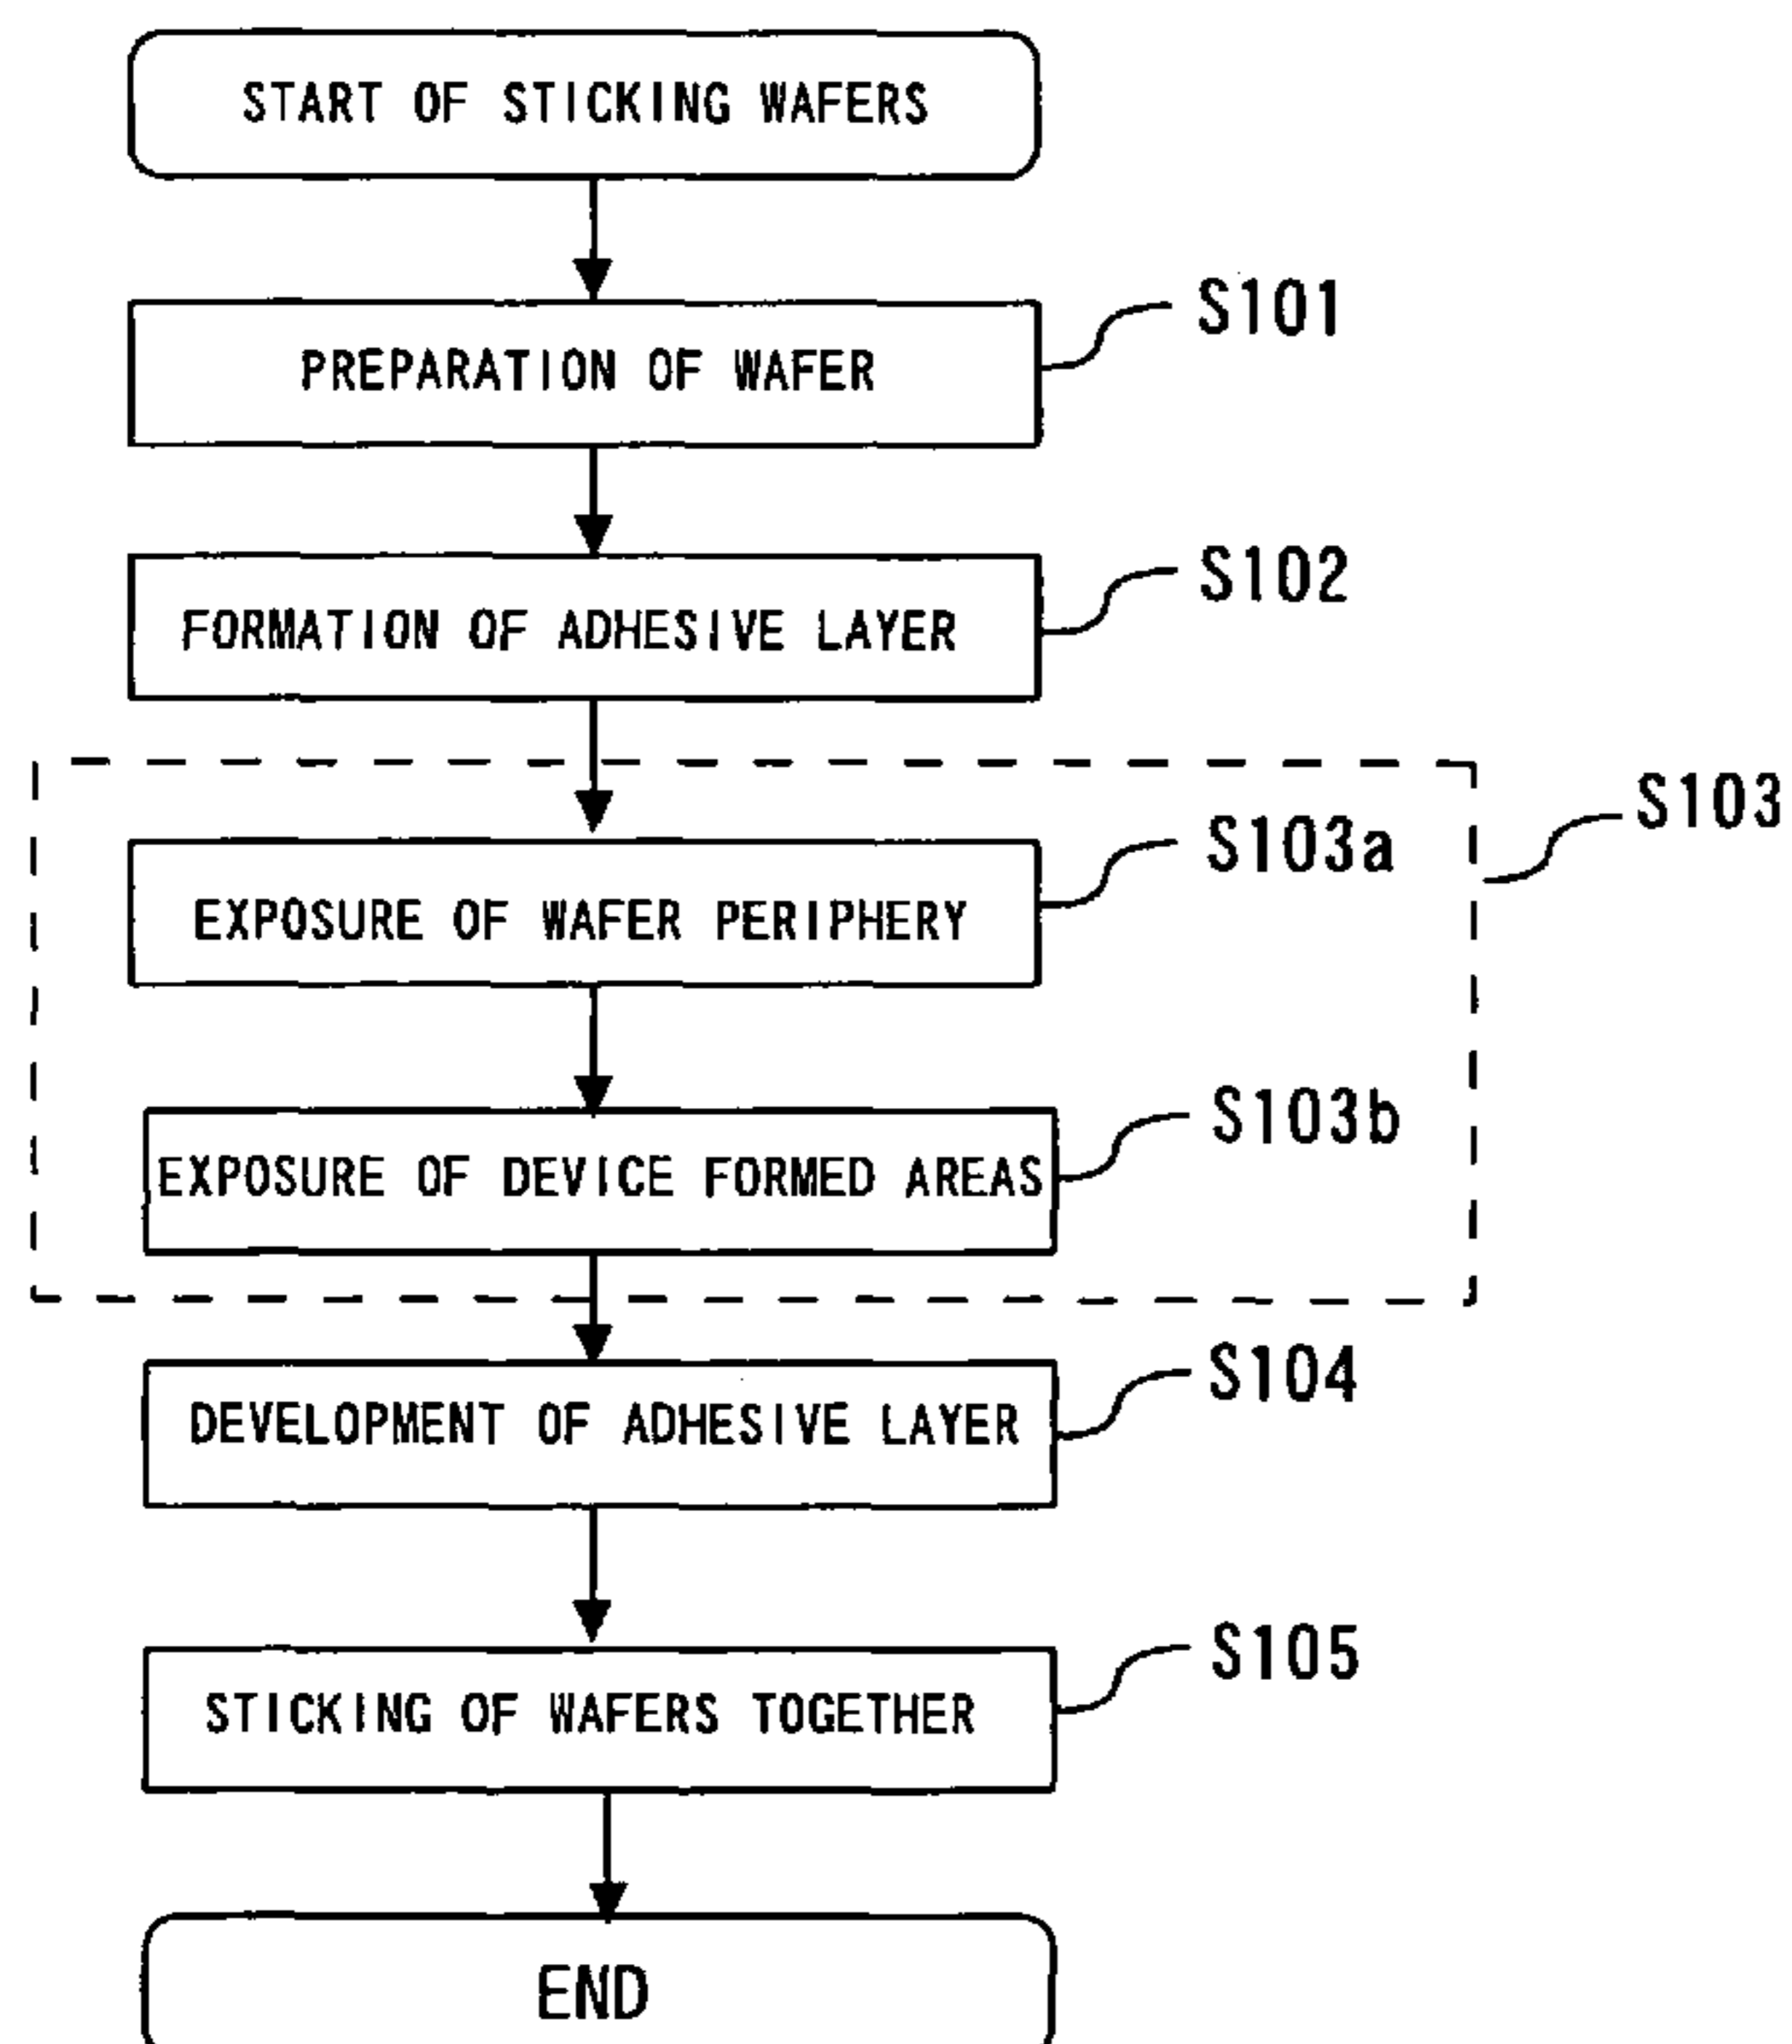 START OF STICKING WAFERS
PREPARATION OF WAFER
S101
FORMATION OF ADHESIVE LAYER
S102
S103
EXPOSURE OF WAFER PERIPHERY
S103a
EXPOSURE OF DEVICE FORMED AREAS
S103b
DEVELOPMENT OF ADHESIVE LAYER
S104
STICKING OF WAFERS TOGETHER
S105
END